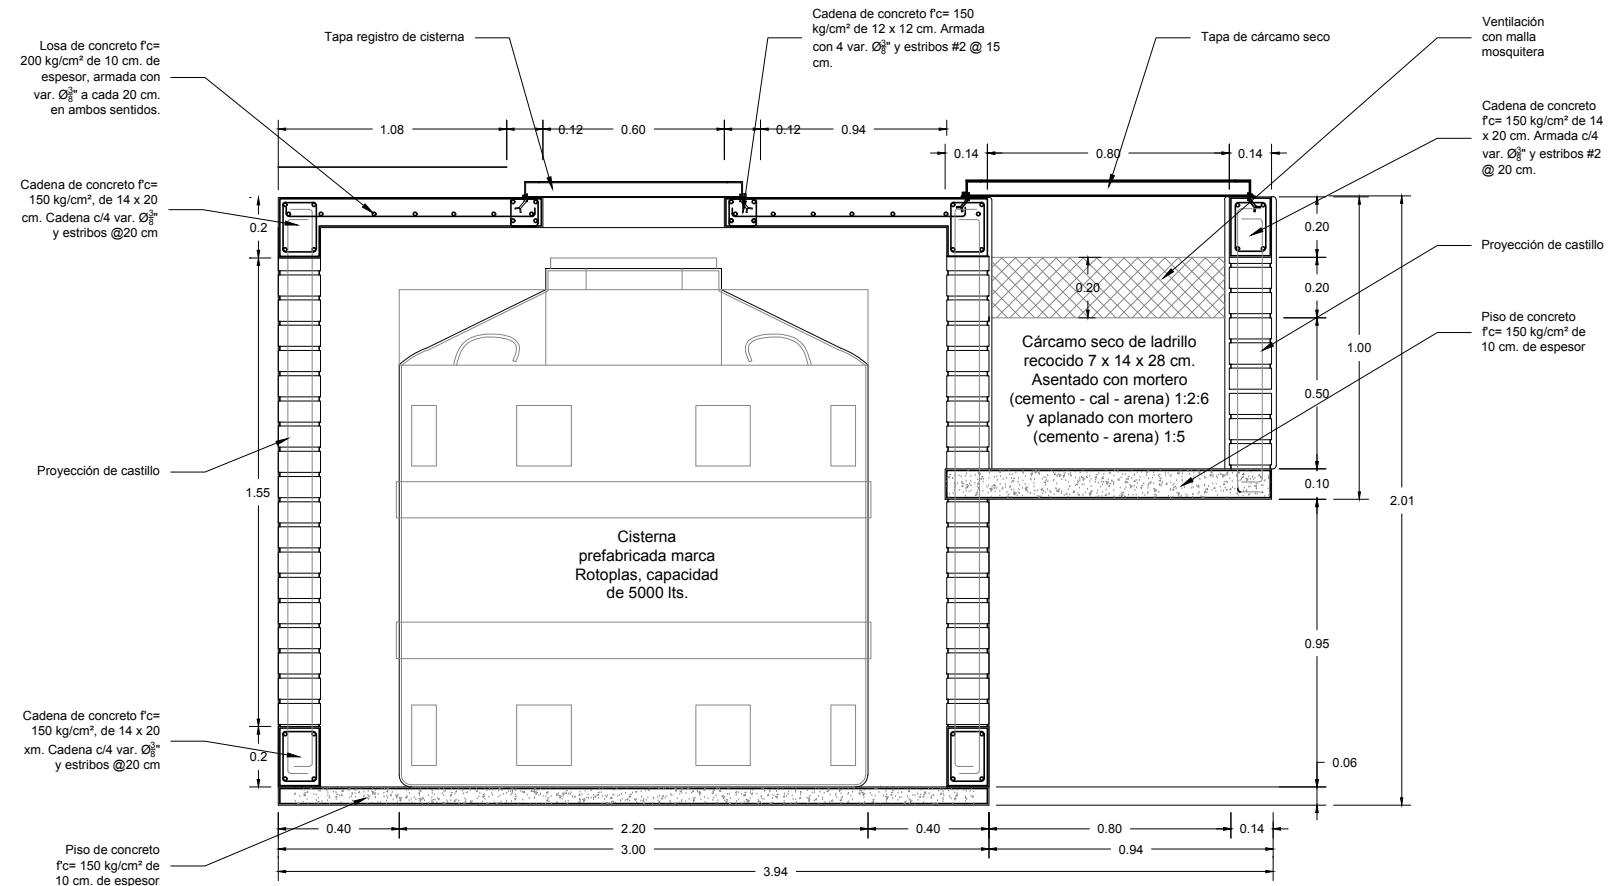 Losa de concreto f'c=
200 kg/cm² de 10 cm. de
espesor, armada con
var. Ø3/8" a cada 20 cm.
en ambos sentidos.
Tapa registro de cisterna
Cadena de concreto f'c= 150
kg/cm² de 12 x 12 cm. Armada
con 4 var. Ø3/8" y estribos #2 @ 15
cm.
Tapa de cárcamo seco
Ventilación
con malla
mosquitera
Cadena de concreto
f'c= 150 kg/cm² de 14
x 20 cm. Armada c/4
var. Ø3/8" y estribos #2
@ 20 cm.
1.08
0.12
0.60
0.12
0.94
0.14
0.80
0.14
Cadena de concreto f'c=
150 kg/cm², de 14 x 20
cm. Cadena c/4 var. Ø3/8"
y estribos @20 cm
0.2
0.20
Proyección de castillo
0.20
0.20
Piso de concreto
f'c= 150 kg/cm² de
10 cm. de espesor
Cárcamo seco de ladrillo
recocido 7 x 14 x 28 cm.
Asentado con mortero
(cemento - cal - arena) 1:2:6
y aplanado con mortero
(cemento - arena) 1:5
1.00
0.50
Proyección de castillo
1.55
0.10
2.01
Cisterna
prefabricada marca
Rotoplas, capacidad
de 5000 lts.
0.95
Cadena de concreto f'c=
150 kg/cm², de 14 x 20
xm. Cadena c/4 var. Ø3/8"
y estribos @20 cm
0.2
0.06
0.40
2.20
0.40
0.80
0.14
3.00
0.94
3.94
Piso de concreto
f'c= 150 kg/cm² de
10 cm. de espesor